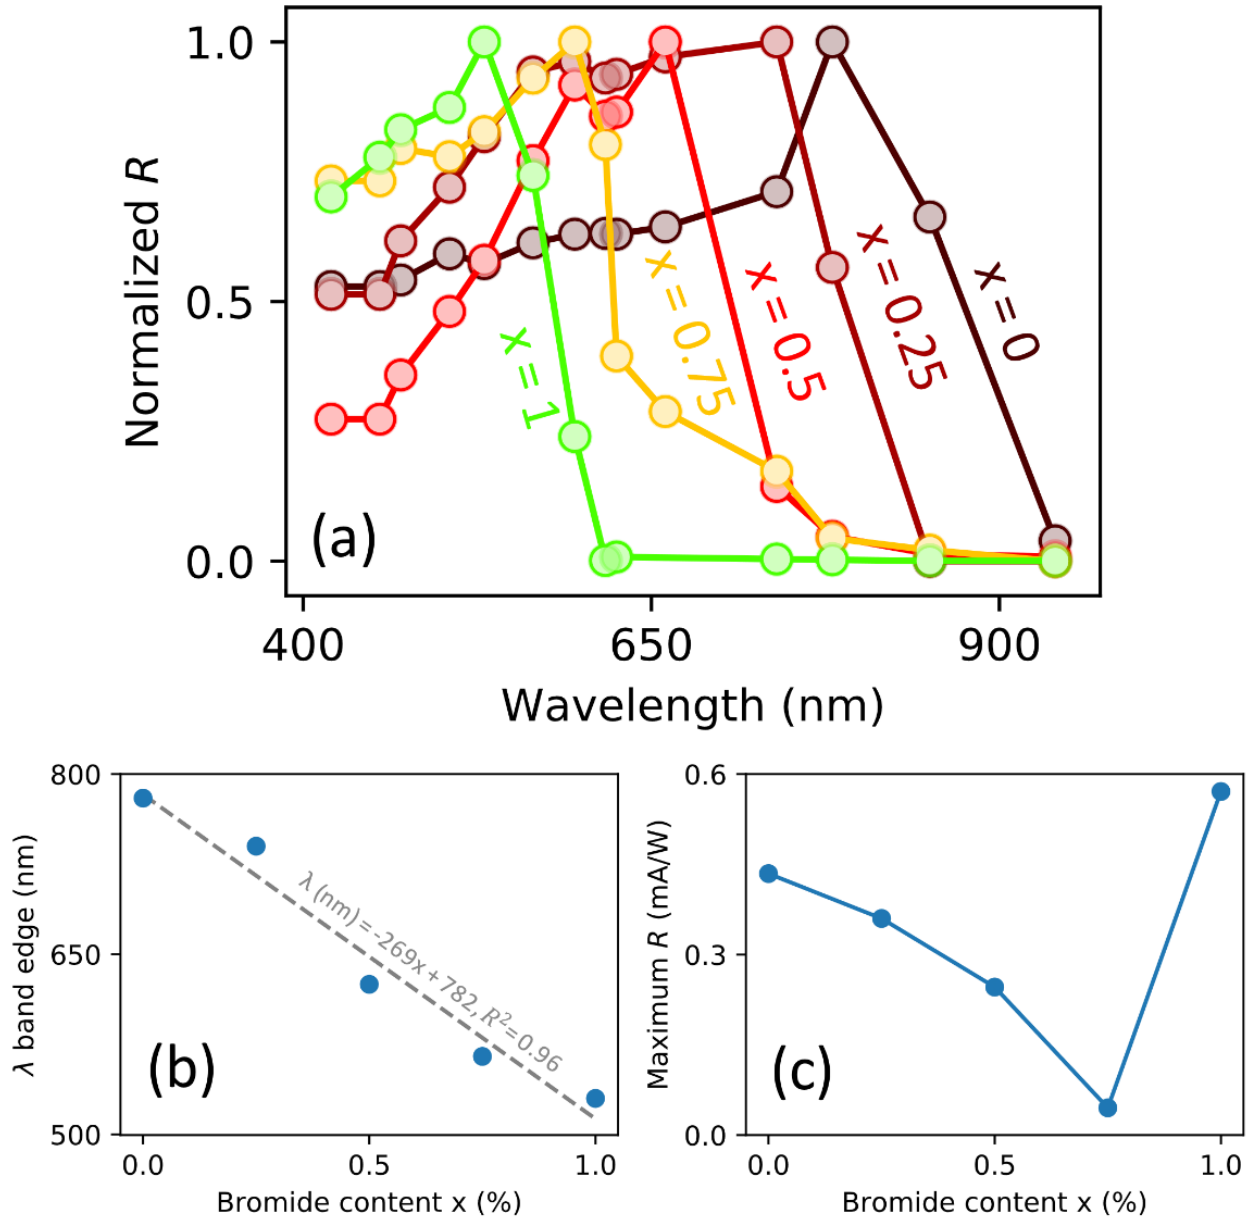 1.0
0.5
0.0
Normalized R
x=1
x=0.75
x=0.5
x=0.25
x=0
(a)
400 650 900
Wavelength (nm)
800
650
500
λ band edge (nm)
λ (nm)=-269x+782, R²=0.96
(b)
0.0 0.5 1.0
Bromide content x (%)
0.6
0.3
0.0
Maximum R (mA/W)
(c)
0.0 0.5 1.0
Bromide content x (%)